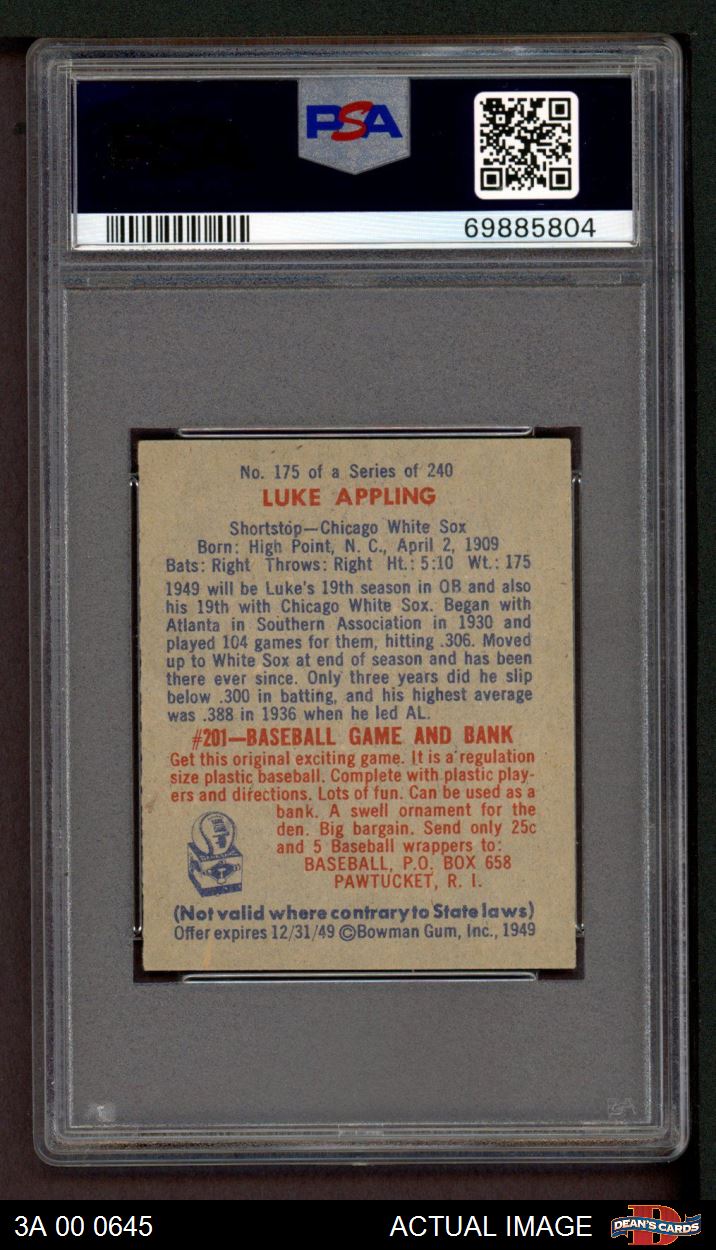 PSA
69885804
No. 175 of a Series of 240
LUKE APPLING
Shortstop—Chicago White Sox
Born: High Point, N. C., April 2, 1909
Bats: Right Throws: Right Ht.: 5:10 Wt.: 175
1949 will be Luke's 19th season in OB and also
his 19th with Chicago White Sox. Began with
Atlanta in Southern Association in 1930 and
played 104 games for them, hitting .306. Moved
up to White Sox at end of season and has been
there ever since. Only three years did he slip
below .300 in batting, and his highest average
was .388 in 1936 when he led AL.
#201—BASEBALL GAME AND BANK
Get this original exciting game. It is a regulation
size plastic baseball. Complete with plastic play-
ers and directions. Lots of fun. Can be used as a
bank. A swell ornament for the
den. Big bargain. Send only 25c
and 5 Baseball wrappers to:
BASEBALL, P.O. BOX 658
PAWTUCKET, R. I.
(Not valid where contrary to State laws)
Offer expires 12/31/49 ©Bowman Gum, Inc., 1949
PSA
3A 00 0645
ACTUAL IMAGE
DEAN'S CARDS